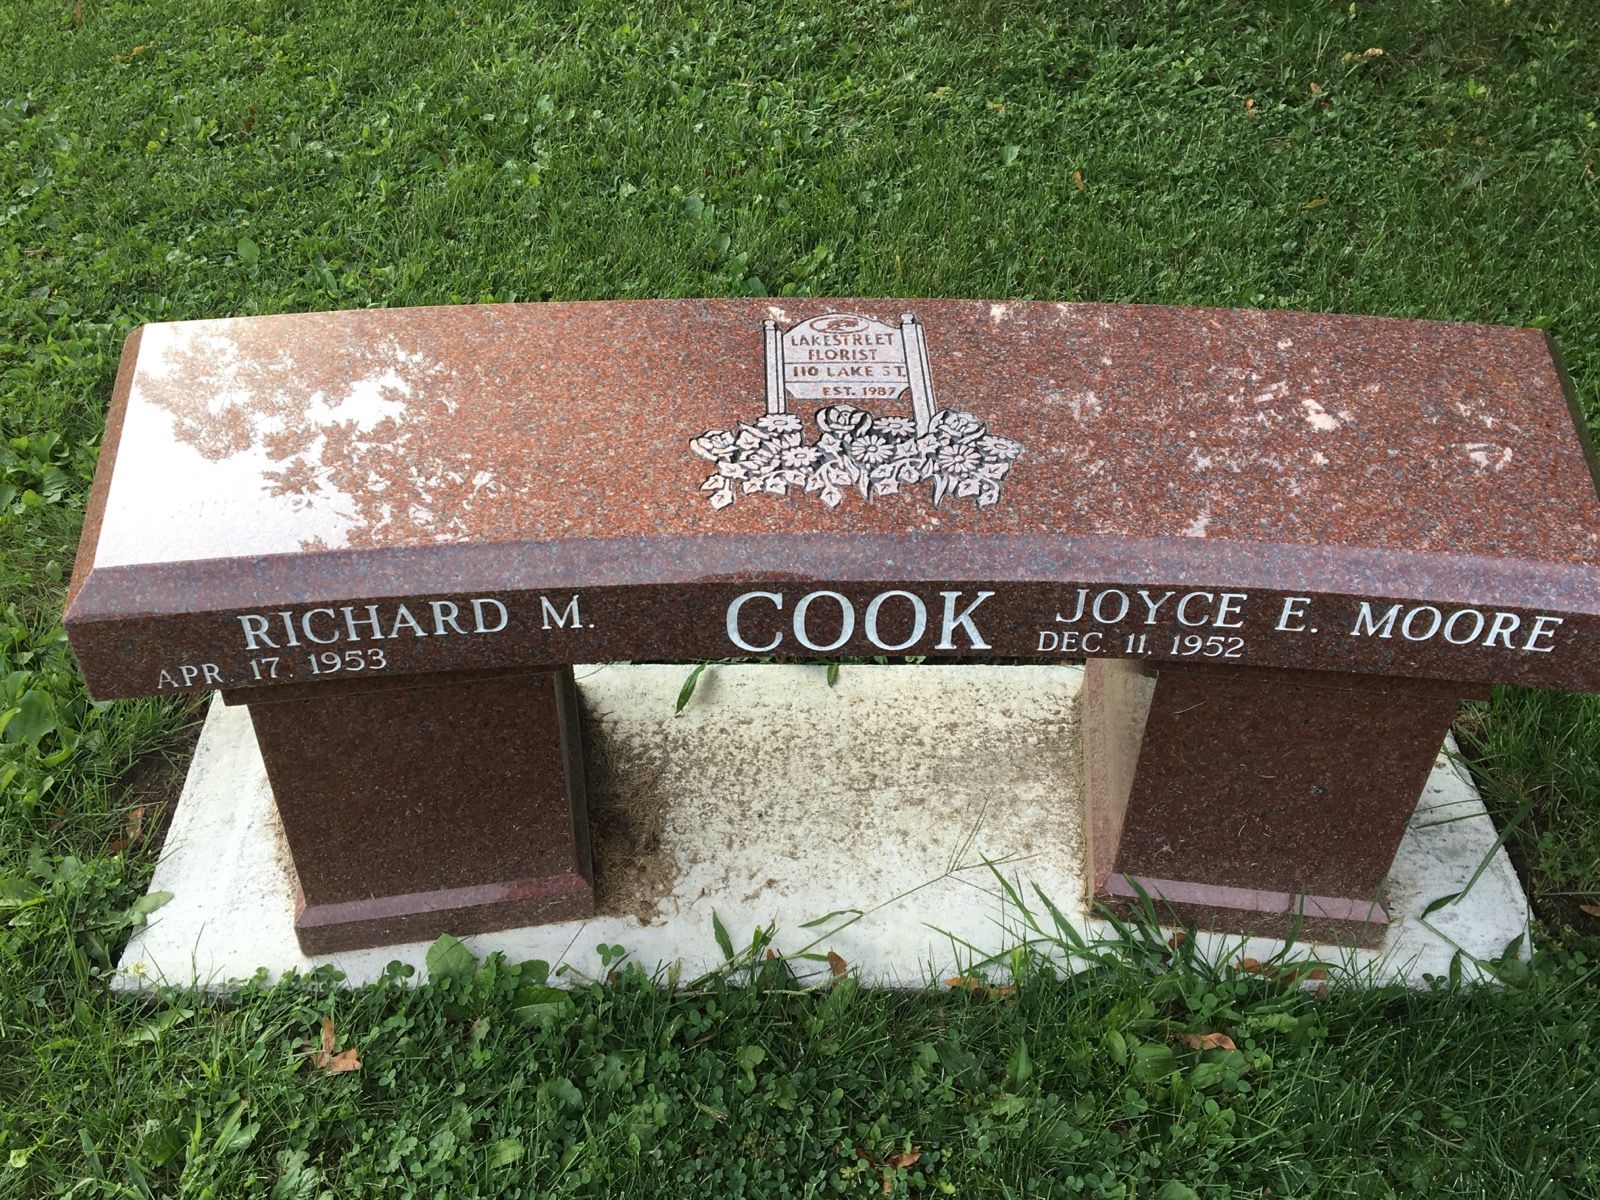 LAKESTREET
FLORIST
110 LAKE ST.
EST. 1987
RICHARD M. COOK JOYCE E. MOORE
APR. 17. 1953 DEC. 11. 1952